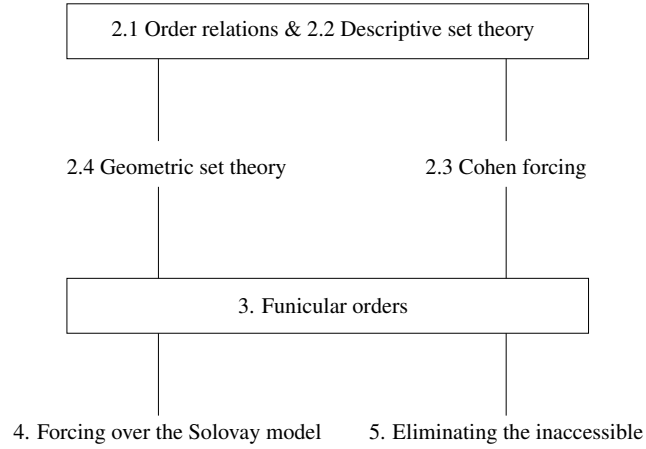 2.1 Order relations & 2.2 Descriptive set theory
2.4 Geometric set theory
2.3 Cohen forcing
3. Funicular orders
4. Forcing over the Solovay model
5. Eliminating the inaccessible